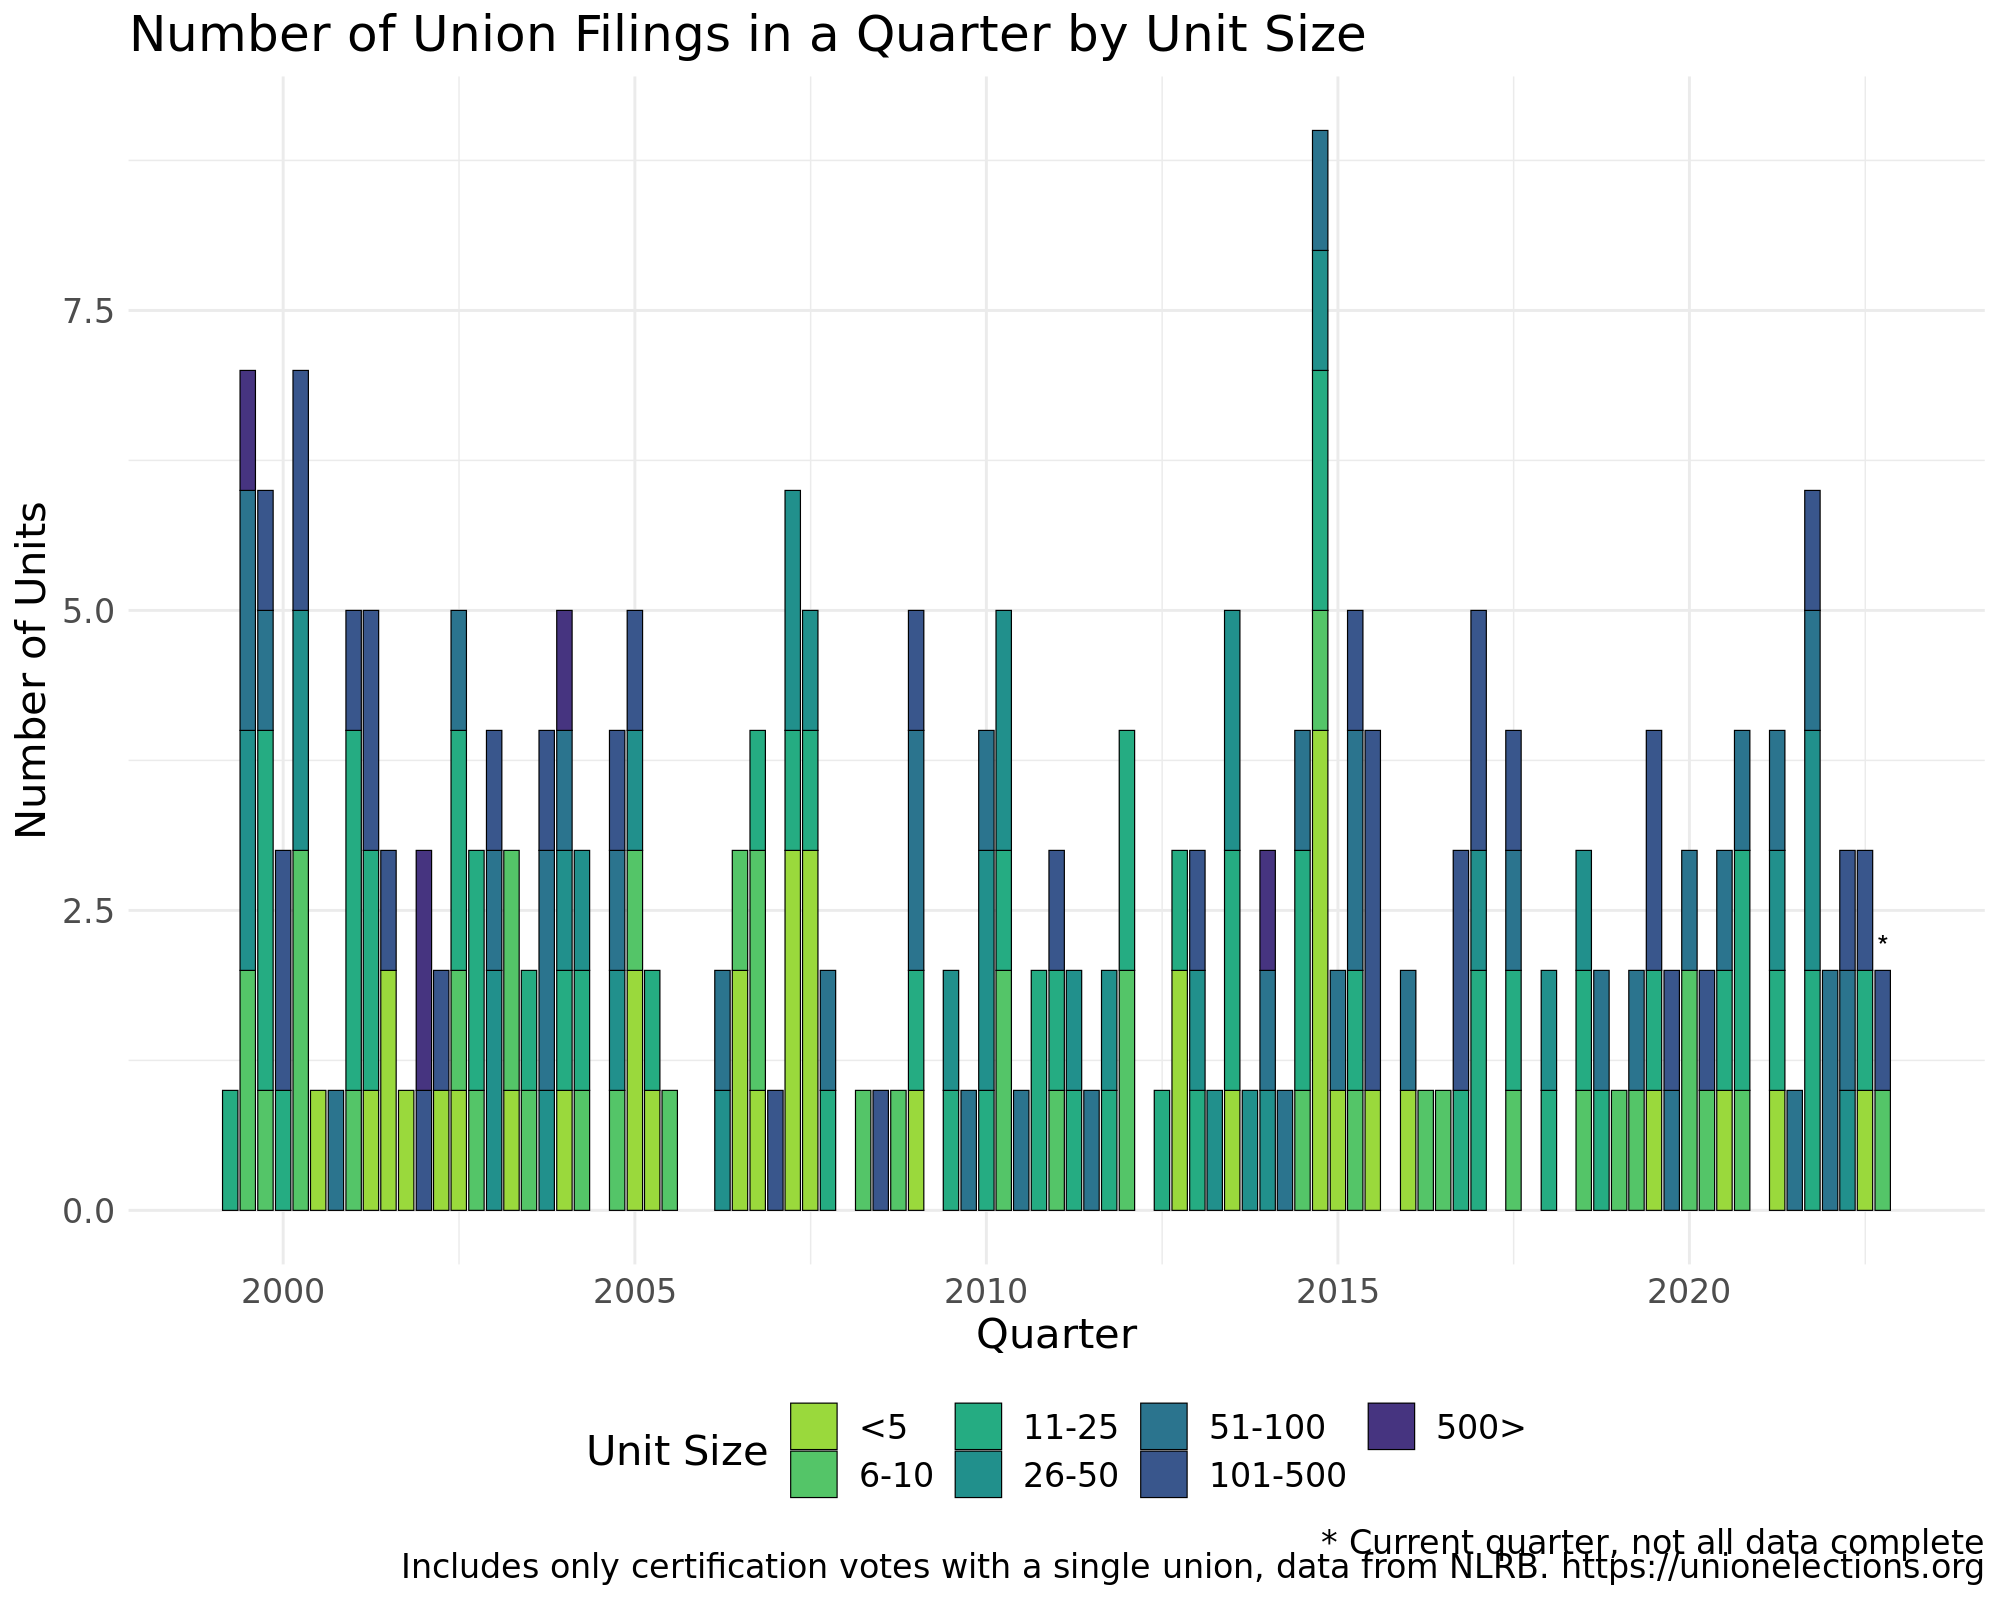 Number of Union Filings in a Quarter by Unit Size
Number of Units
7.5
5.0
2.5
0.0
*
2000 2005 2010 2015 2020
Quarter
Unit Size
<5 11-25 51-100 500>
6-10 26-50 101-500
* Current quarter, not all data complete
Includes only certification votes with a single union, data from NLRB. https://unionelections.org